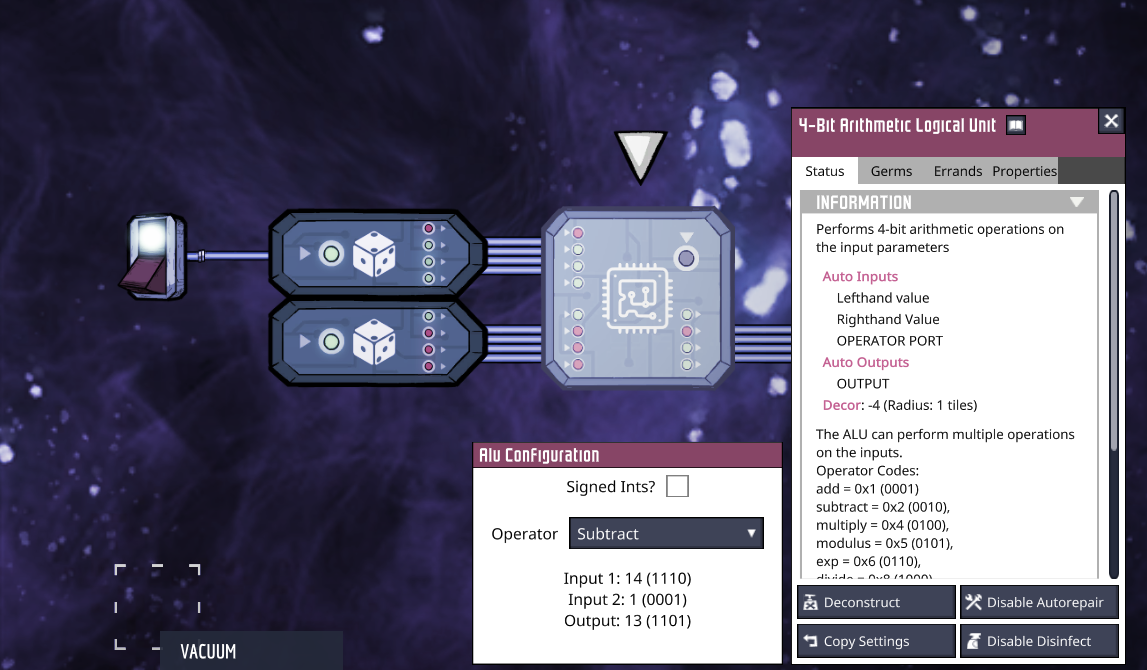 4-Bit Arithmetic Logical Unit
Status Germs Errands Properties
INFORMATION
Performs 4-bit arithmetic operations on
the input parameters
Auto Inputs
Lefthand value
Righthand Value
OPERATOR PORT
Auto Outputs
OUTPUT
Decor: -4 (Radius: 1 tiles)
The ALU can perform multiple operations
on the inputs.
Operator Codes:
add = 0x1 (0001)
subtract = 0x2 (0010),
multiply = 0x4 (0100),
modulus = 0x5 (0101),
exp = 0x6 (0110),
divide = 0x8 (1000)
Deconstruct
Disable Autorepair
Copy Settings
Disable Disinfect
Alu Configuration
Signed Ints?
Operator Subtract
Input 1: 14 (1110)
Input 2: 1 (0001)
Output: 13 (1101)
VACUUM